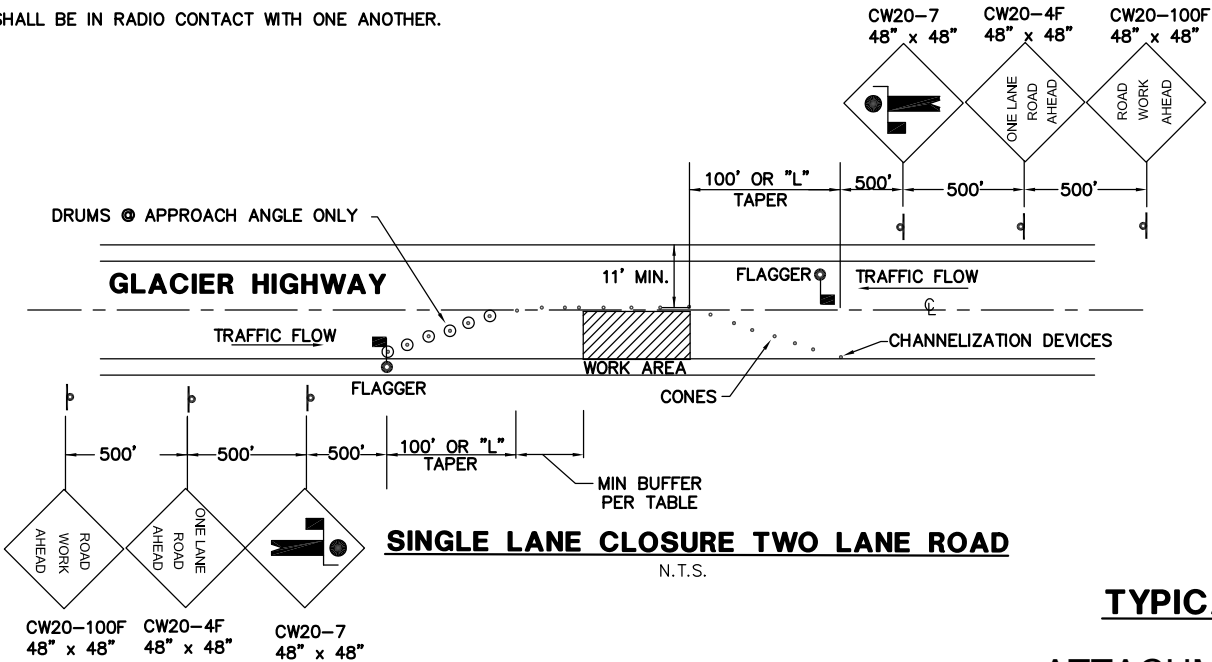 SHALL BE IN RADIO CONTACT WITH ONE ANOTHER.
CW20-7
48" x 48"
CW20-4F
48" x 48"
CW20-100F
48" x 48"
ONE LANE
ROAD
AHEAD
ROAD
WORK
AHEAD
100' OR "L"
TAPER
500'
500'
500'
DRUMS @ APPROACH ANGLE ONLY
GLACIER HIGHWAY
11' MIN.
FLAGGER
TRAFFIC FLOW
CL
TRAFFIC FLOW
CHANNELIZATION DEVICES
FLAGGER
WORK AREA
CONES
500'
500'
500'
100' OR "L"
TAPER
MIN BUFFER
PER TABLE
ROAD
WORK
AHEAD
ONE LANE
ROAD
AHEAD
SINGLE LANE CLOSURE TWO LANE ROAD
N.T.S.
CW20-100F
48" x 48"
CW20-4F
48" x 48"
CW20-7
48" x 48"
TYPIC